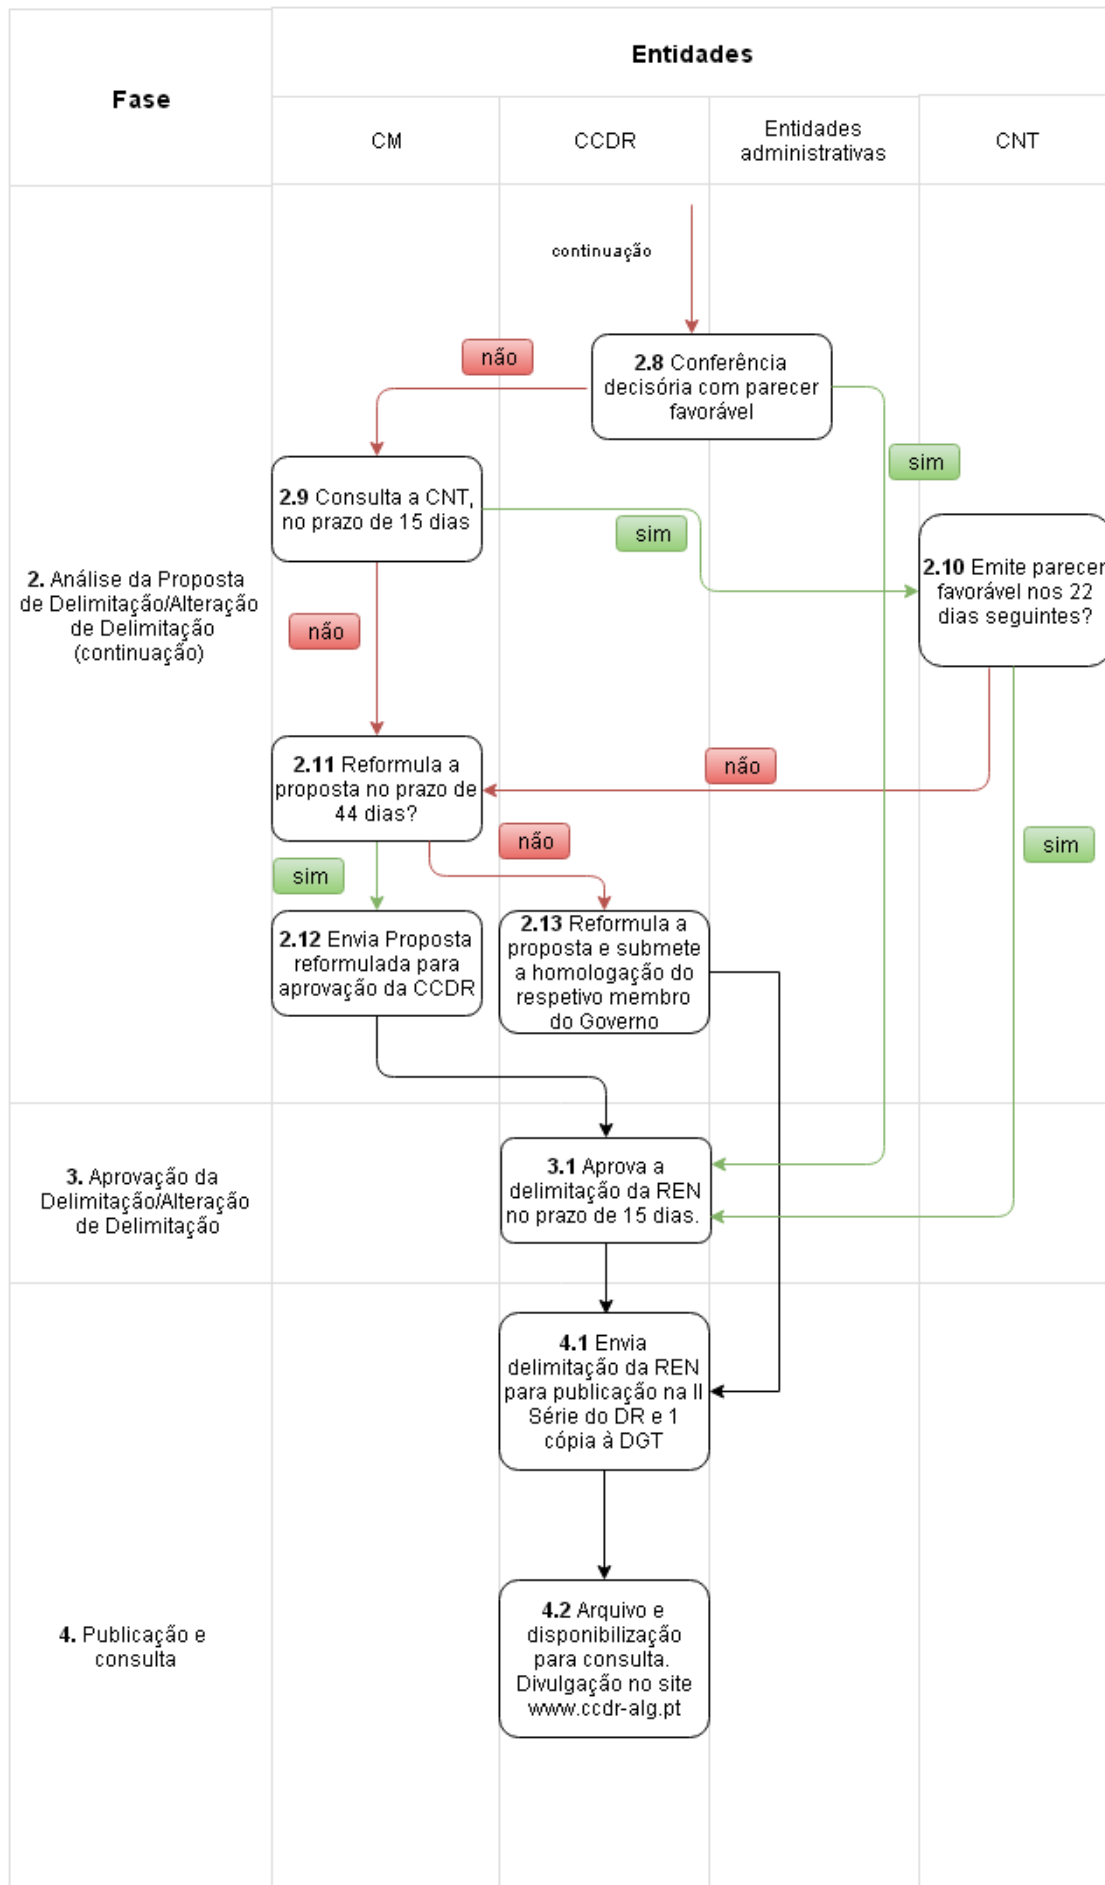 Entidades
Fase
CM
CCDR
Entidades
administrativas
CNT
continuação
não
2.8 Conferência
decisória com parecer
favorável
sim
2.9 Consulta a CNT,
no prazo de 15 dias
sim
2.10 Emite parecer
favorável nos 22
dias seguintes?
2. Análise da Proposta
de Delimitação/Alteração
de Delimitação
(continuação)
não
2.11 Reformula a
proposta no prazo de
44 dias?
não
não
sim
sim
2.12 Envia Proposta
reformulada para
aprovação da CCDR
2.13 Reformula a
proposta e submete
a homologação do
respetivo membro
do Governo
3. Aprovação da
Delimitação/Alteração
de Delimitação
3.1 Aprova a
delimitação da REN
no prazo de 15 dias.
4.1 Envia
delimitação da REN
para publicação na II
Série do DR e 1
cópia à DGT
4. Publicação e
consulta
4.2 Arquivo e
disponibilização
para consulta.
Divulgação no site
www.ccdr-alg.pt